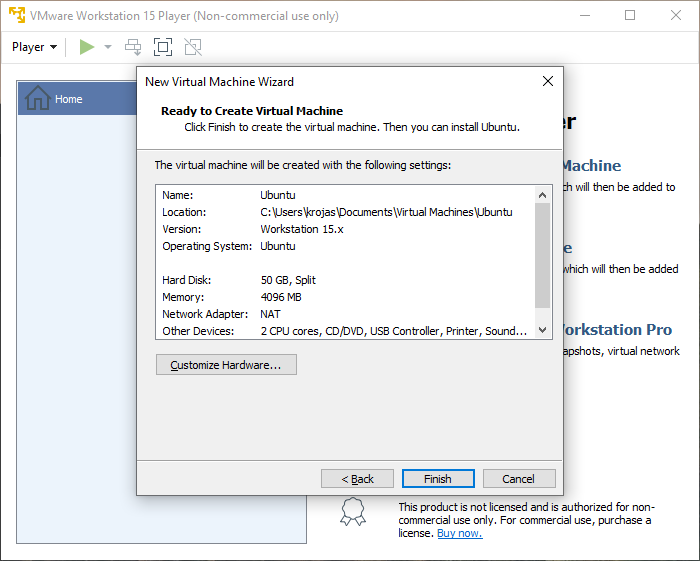 VMware Workstation 15 Player (Non-commercial use only)
Player
Home
New Virtual Machine Wizard
Ready to Create Virtual Machine
Click Finish to create the virtual machine. Then you can install Ubuntu.
The virtual machine will be created with the following settings:
Name: Ubuntu
Location: C:\Users\krojas\Documents\Virtual Machines\Ubuntu
Version: Workstation 15.x
Operating System: Ubuntu
Hard Disk: 50 GB, Split
Memory: 4096 MB
Network Adapter: NAT
Other Devices: 2 CPU cores, CD/DVD, USB Controller, Printer, Sound...
Customize Hardware...
< Back
Finish
Cancel
Machine
which will then be added to
which will then be added
Workstation Pro
virtual network
This product is not licensed and is authorized for non-
commercial use only. For commercial use, purchase a
license. Buy now.